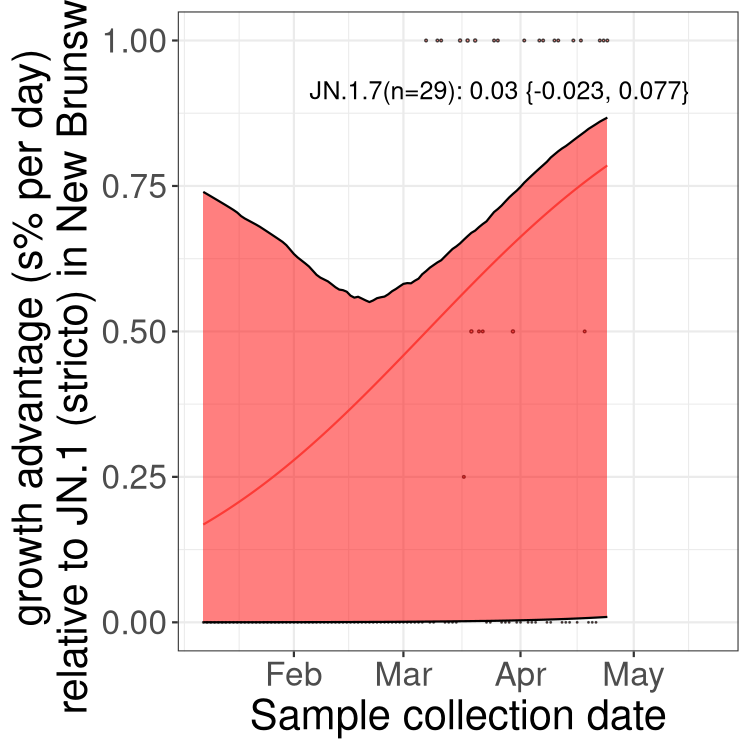 growth advantage (s% per day)
relative to JN.1 (stricto) in New Brunsw
1.00
0.75
0.50
0.25
0.00
JN.1.7(n=29): 0.03 {-0.023, 0.077}
Feb Mar Apr May
Sample collection date